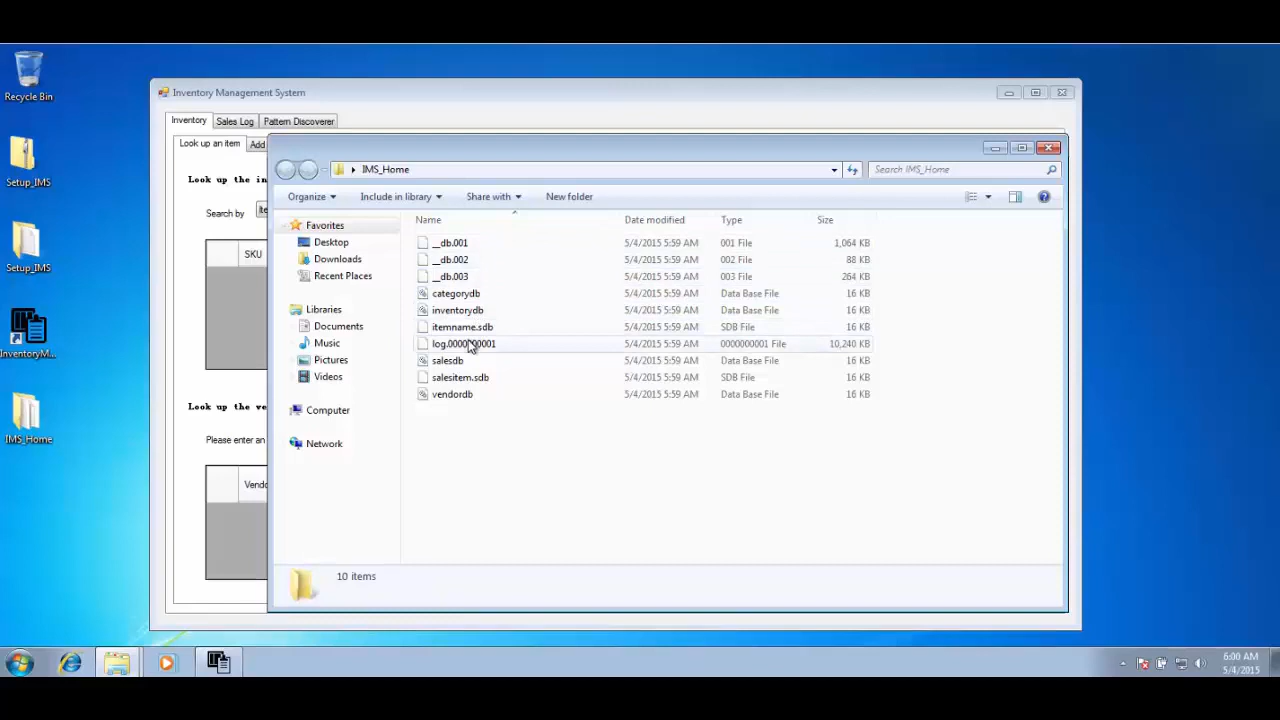 Recycle Bin
Setup_IMS
Setup_IMS
InventoryM...
IMS_Home
Inventory Management System
Inventory Sales Log Pattern Discoverer
Look up an item Add
Look up the in
Search by Ite
SKU
Look up the ve
Please enter an
Vendo
IMS_Home
Search IMS_Home
Organize Include in library Share with New folder
Favorites
Desktop
Downloads
Recent Places
Libraries
Documents
Music
Pictures
Videos
Computer
Network
Name Date modified Type Size
__db.001 5/4/2015 5:59 AM 001 File 1,064 KB
__db.002 5/4/2015 5:59 AM 002 File 88 KB
__db.003 5/4/2015 5:59 AM 003 File 264 KB
categorydb 5/4/2015 5:59 AM Data Base File 16 KB
inventorydb 5/4/2015 5:59 AM Data Base File 16 KB
itemname.sdb 5/4/2015 5:59 AM SDB File 16 KB
log.0000000001 5/4/2015 5:59 AM 0000000001 File 10,240 KB
salesdb 5/4/2015 5:59 AM Data Base File 16 KB
salesitem.sdb 5/4/2015 5:59 AM SDB File 16 KB
vendordb 5/4/2015 5:59 AM Data Base File 16 KB
10 items
6:00 AM
5/4/2015